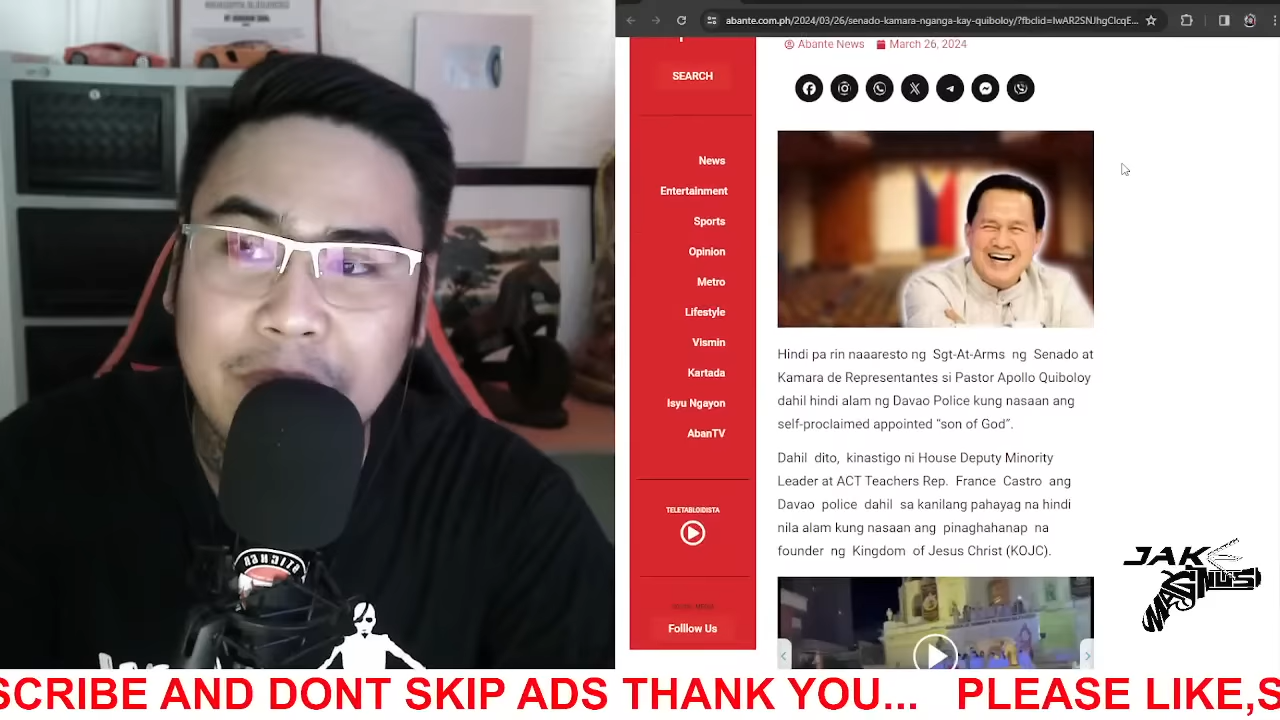 abante.com.ph/2024/03/26/senado-kamara-nganga-kay-quiboloy/?fbclid=IwAR2SNJhgClcqE...
Abante News March 26, 2024
SEARCH
News
Entertainment
Sports
Opinion
Metro
Lifestyle
Vismin
Kartada
Isyu Ngayon
AbanTV
TELETABLOIDISTA
Folllow Us
Hindi pa rin naaaresto ng Sgt-At-Arms ng Senado at
Kamara de Representantes si Pastor Apollo Quiboloy
dahil hindi alam ng Davao Police kung nasaan ang
self-proclaimed appointed “son of God”.
Dahil dito, kinastigo ni House Deputy Minority
Leader at ACT Teachers Rep. France Castro ang
Davao police dahil sa kanilang pahayag na hindi
nila alam kung nasaan ang pinaghahanap na
founder ng Kingdom of Jesus Christ (KOJC).
JAK
MAGNUS
SCRIBE AND DONT SKIP ADS THANK YOU... PLEASE LIKE,S